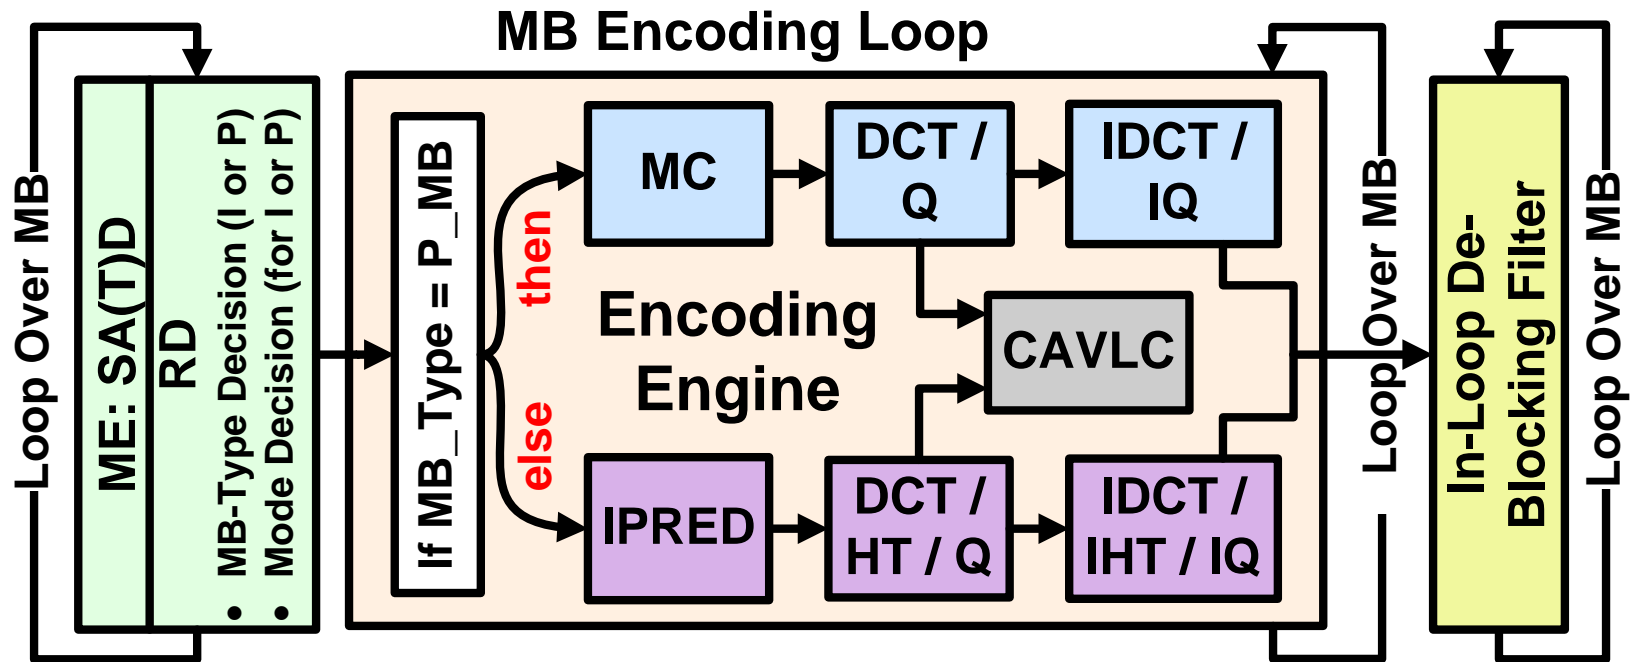 MB Encoding Loop
Loop Over MB
ME: SA(T)D
RD
• MB-Type Decision (I or P)
• Mode Decision (for I or P)
If MB_Type = P_MB
then
else
MC
DCT /
Q
IDCT /
IQ
Encoding
Engine
CAVLC
IPRED
DCT /
HT / Q
IDCT /
IHT / IQ
Loop Over MB
In-Loop De-
Blocking Filter
Loop Over MB